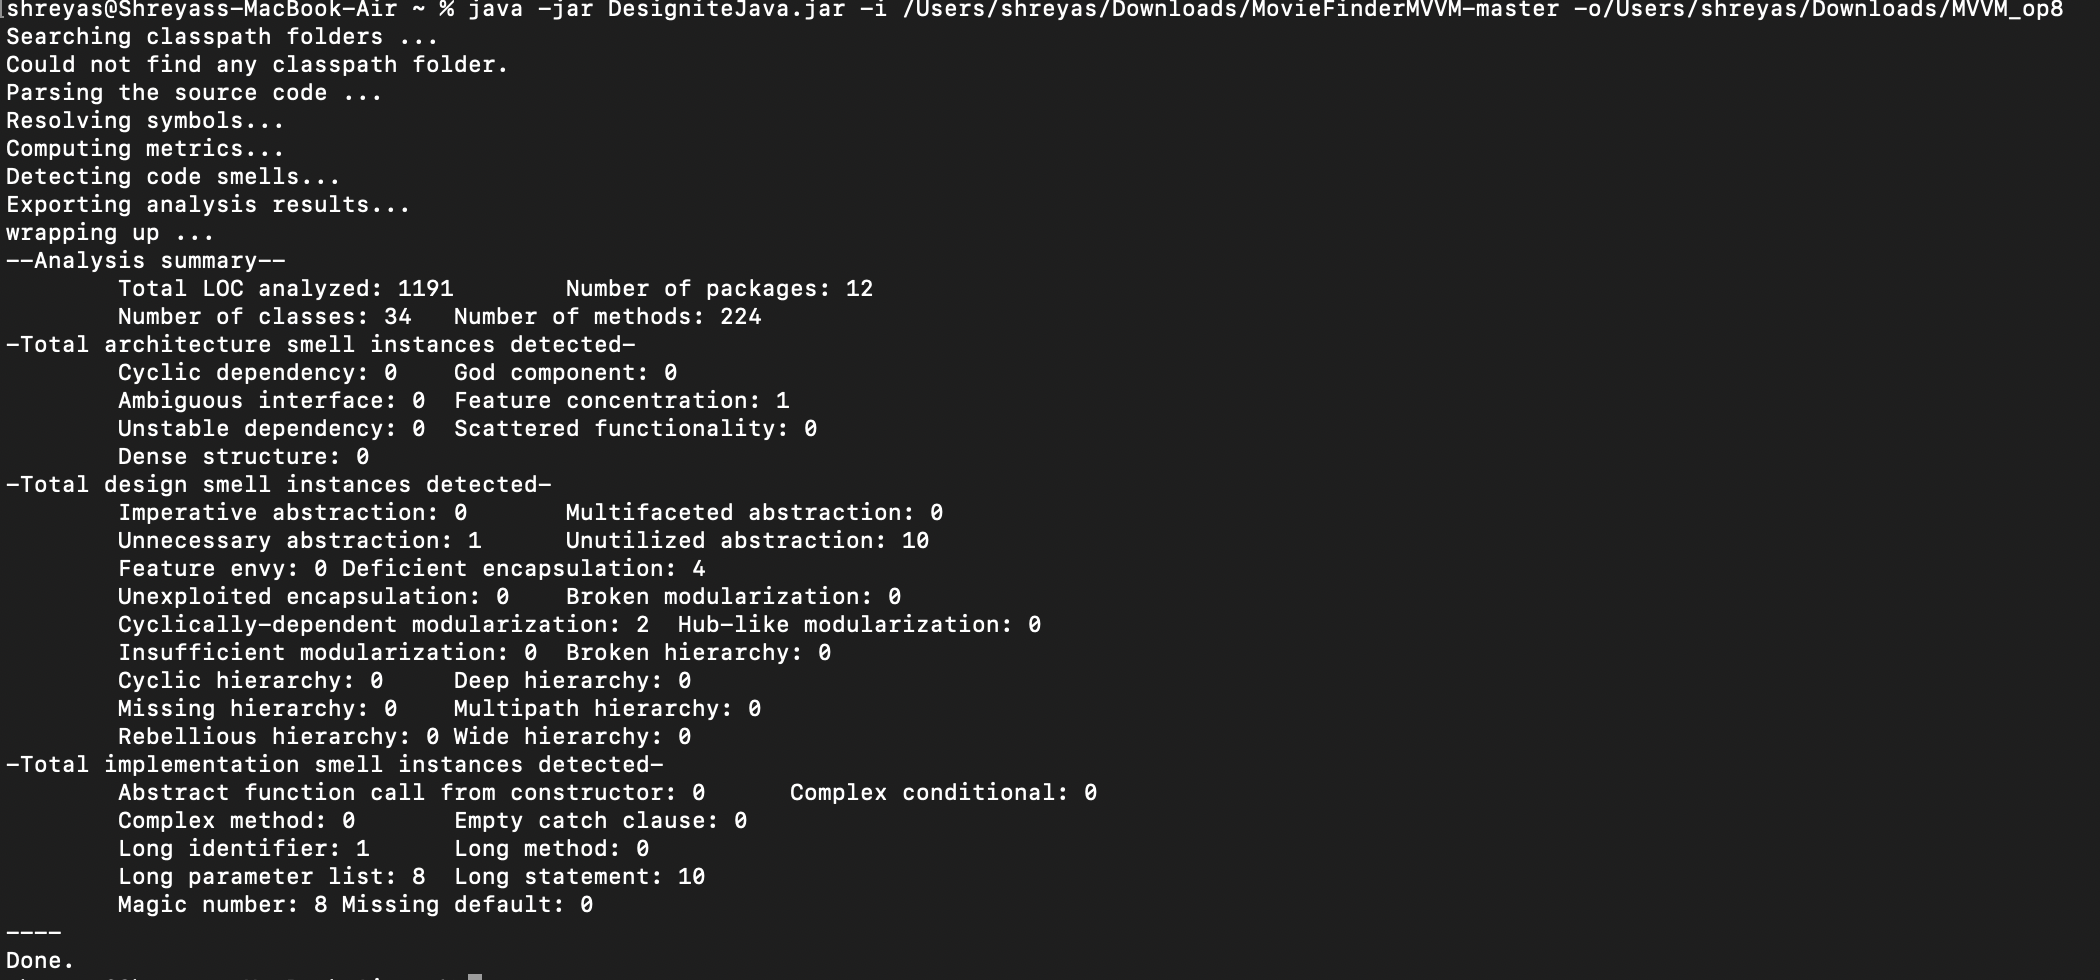 shreyas@Shreyass-MacBook-Air ~ % java -jar DesigniteJava.jar -i /Users/shreyas/Downloads/MovieFinderMVVM-master -o/Users/shreyas/Downloads/MVVM_op8
Searching classpath folders ...
Could not find any classpath folder.
Parsing the source code ...
Resolving symbols...
Computing metrics...
Detecting code smells...
Exporting analysis results...
wrapping up ...
--Analysis summary--
Total LOC analyzed: 1191 Number of packages: 12
Number of classes: 34 Number of methods: 224
-Total architecture smell instances detected-
Cyclic dependency: 0 God component: 0
Ambiguous interface: 0 Feature concentration: 1
Unstable dependency: 0 Scattered functionality: 0
Dense structure: 0
-Total design smell instances detected-
Imperative abstraction: 0 Multifaceted abstraction: 0
Unnecessary abstraction: 1 Unutilized abstraction: 10
Feature envy: 0 Deficient encapsulation: 4
Unexploited encapsulation: 0 Broken modularization: 0
Cyclically-dependent modularization: 2 Hub-like modularization: 0
Insufficient modularization: 0 Broken hierarchy: 0
Cyclic hierarchy: 0 Deep hierarchy: 0
Missing hierarchy: 0 Multipath hierarchy: 0
Rebellious hierarchy: 0 Wide hierarchy: 0
-Total implementation smell instances detected-
Abstract function call from constructor: 0 Complex conditional: 0
Complex method: 0 Empty catch clause: 0
Long identifier: 1 Long method: 0
Long parameter list: 8 Long statement: 10
Magic number: 8 Missing default: 0
----
Done.